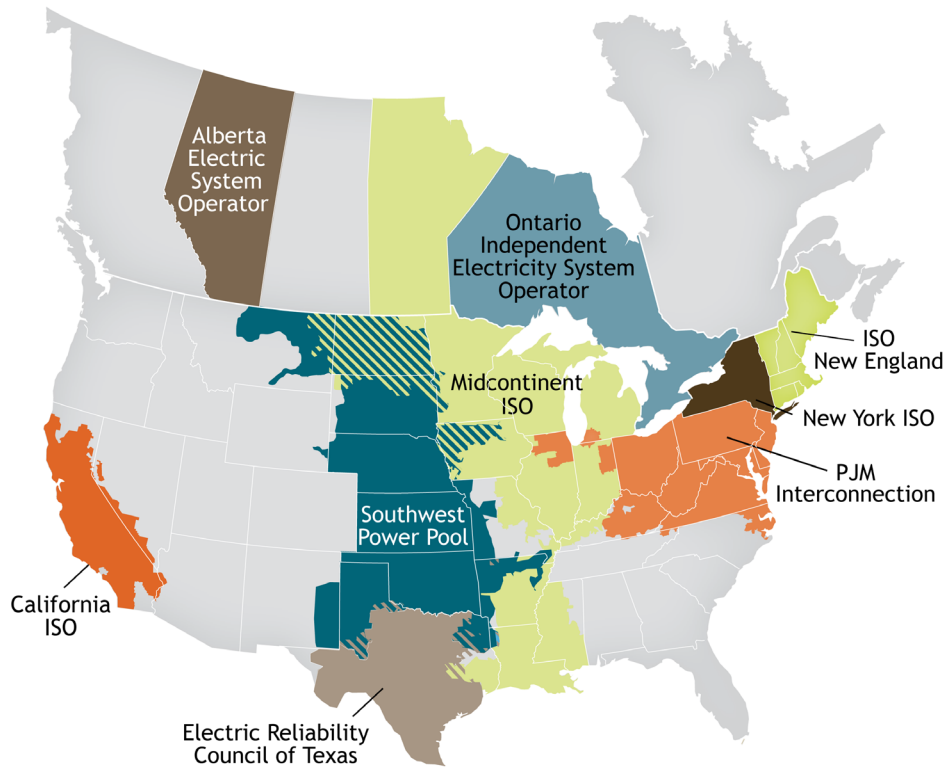 Alberta
Electric
System
Operator
Ontario
Independent
Electricity System
Operator
ISO
New England
Midcontinent
ISO
New York ISO
PJM
Interconnection
Southwest
Power Pool
California
ISO
Electric Reliability
Council of Texas